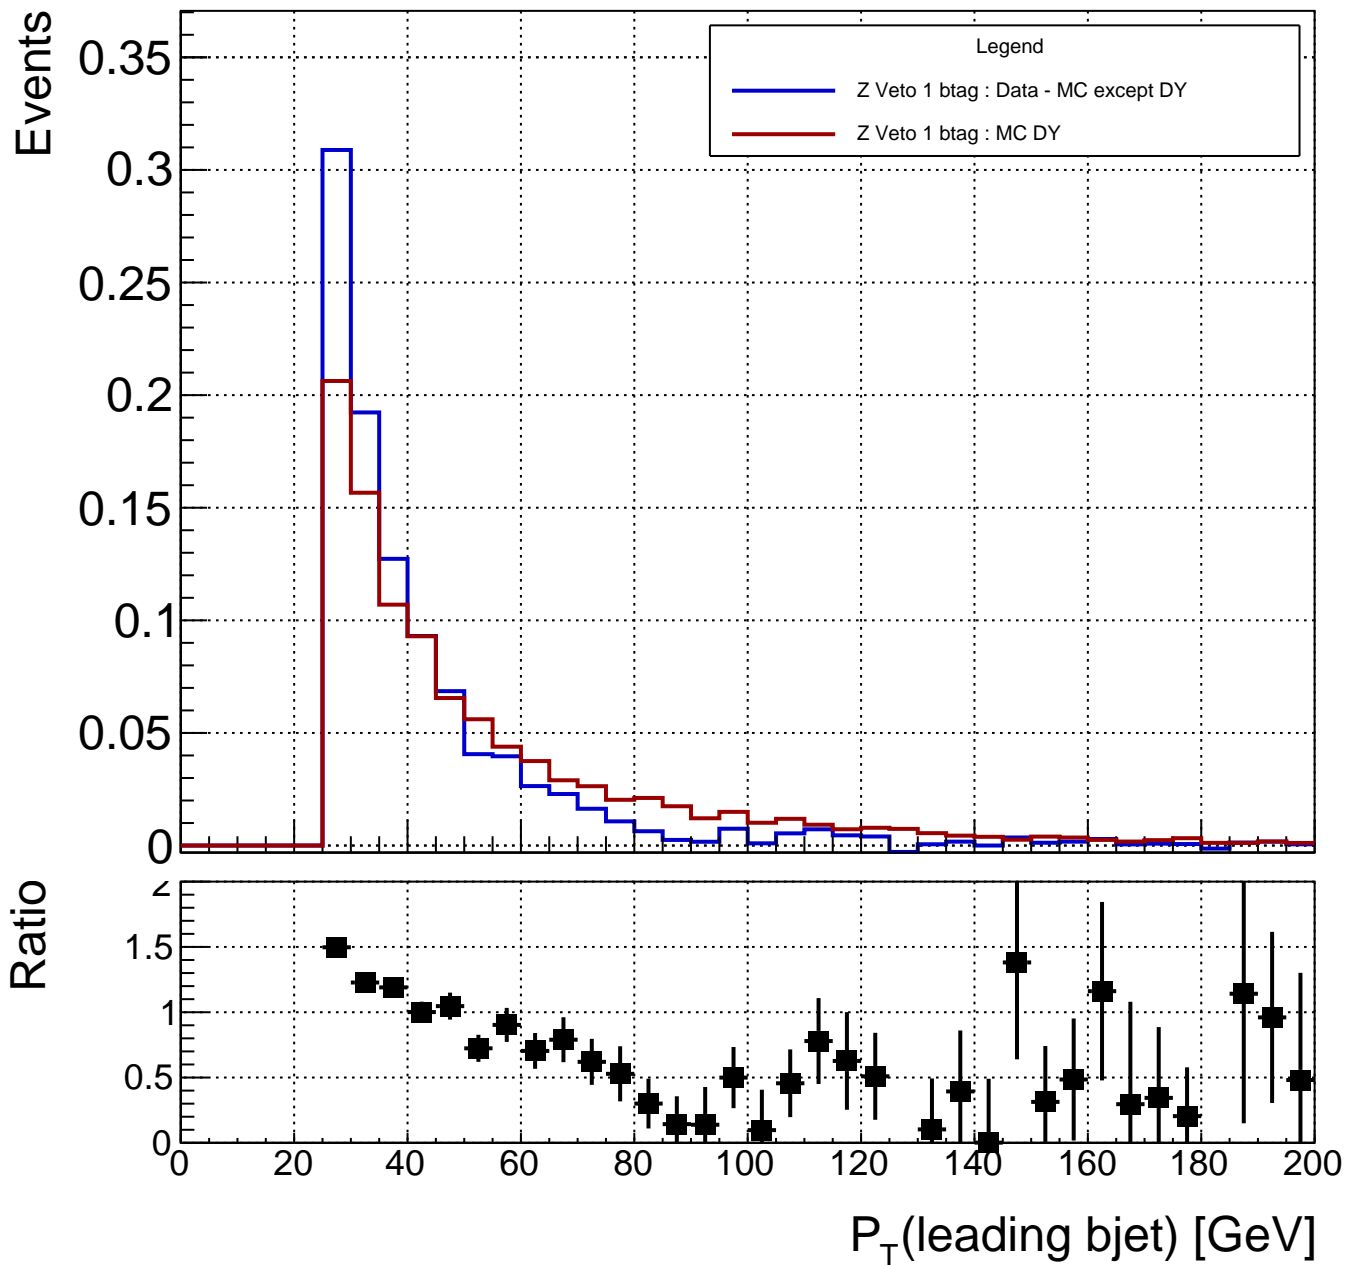 Events
0.35
0.3
0.25
0.2
0.15
0.1
0.05
0
Legend
Z Veto 1 btag : Data - MC except DY
Z Veto 1 btag : MC DY
Ratio
2
1.5
1
0.5
0
0 20 40 60 80 100 120 140 160 180 200
P_T(leading bjet) [GeV]